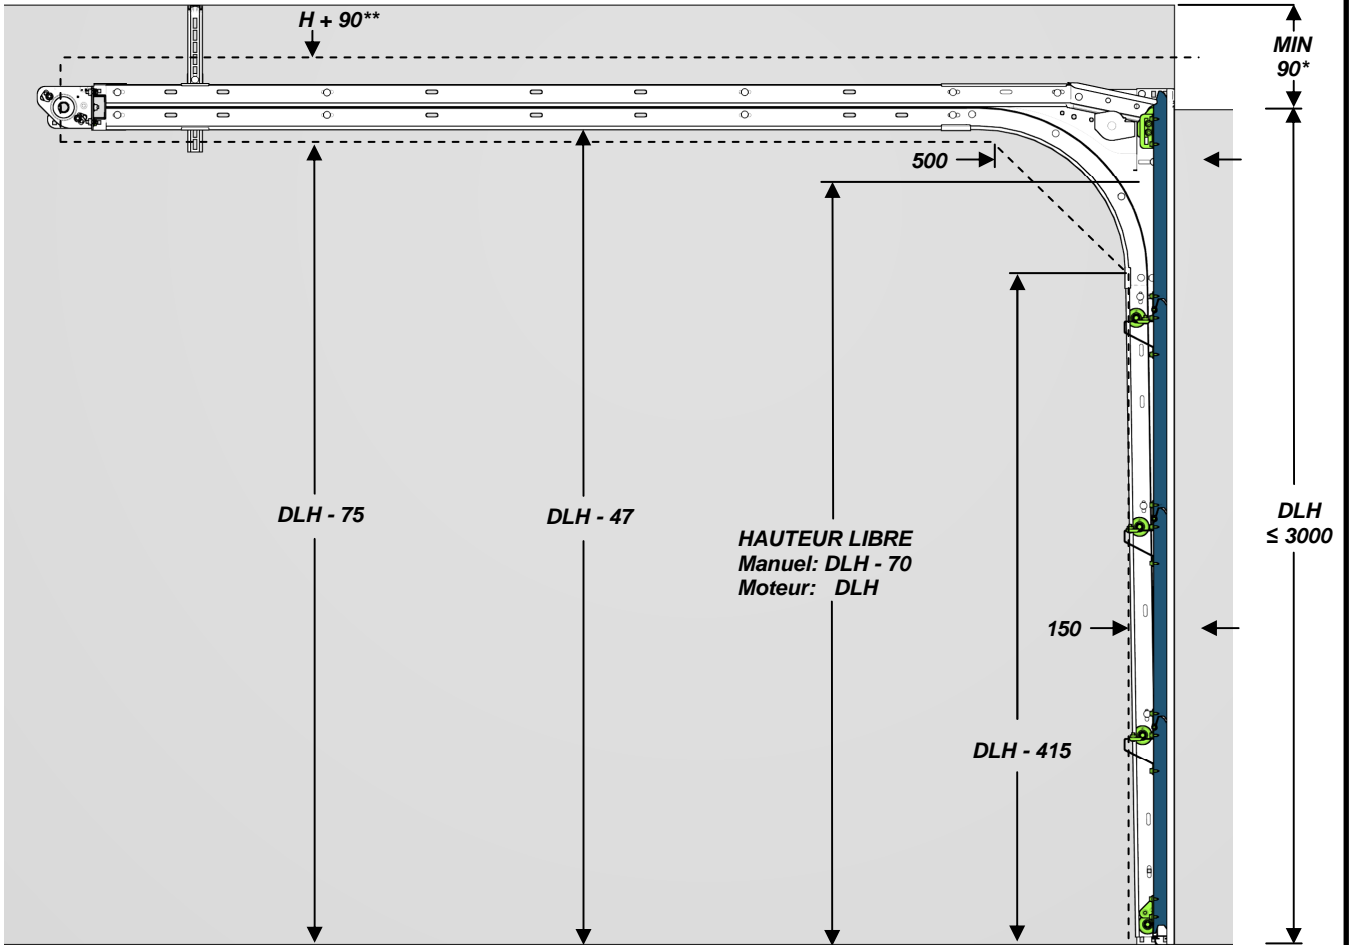 H + 90**
MIN
90*
500
DLH - 75
DLH - 47
HAUTEUR LIBRE
Manuel: DLH - 70
Moteur: DLH
DLH
≤ 3000
150
DLH - 415